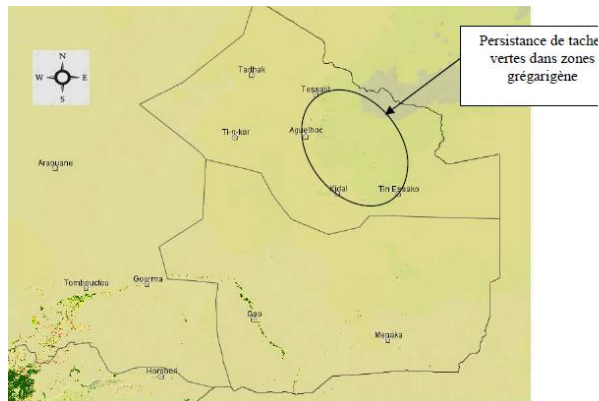 Persistance de tache
vertes dans zones
grégarigène
N
W E
S
Tadhak
Tessalit
Ti-n-kar
Aguelhoc
Araouane
Kidal
Tin Essako
Tombouctou
Gourma
Gao
Menaka
Hombori